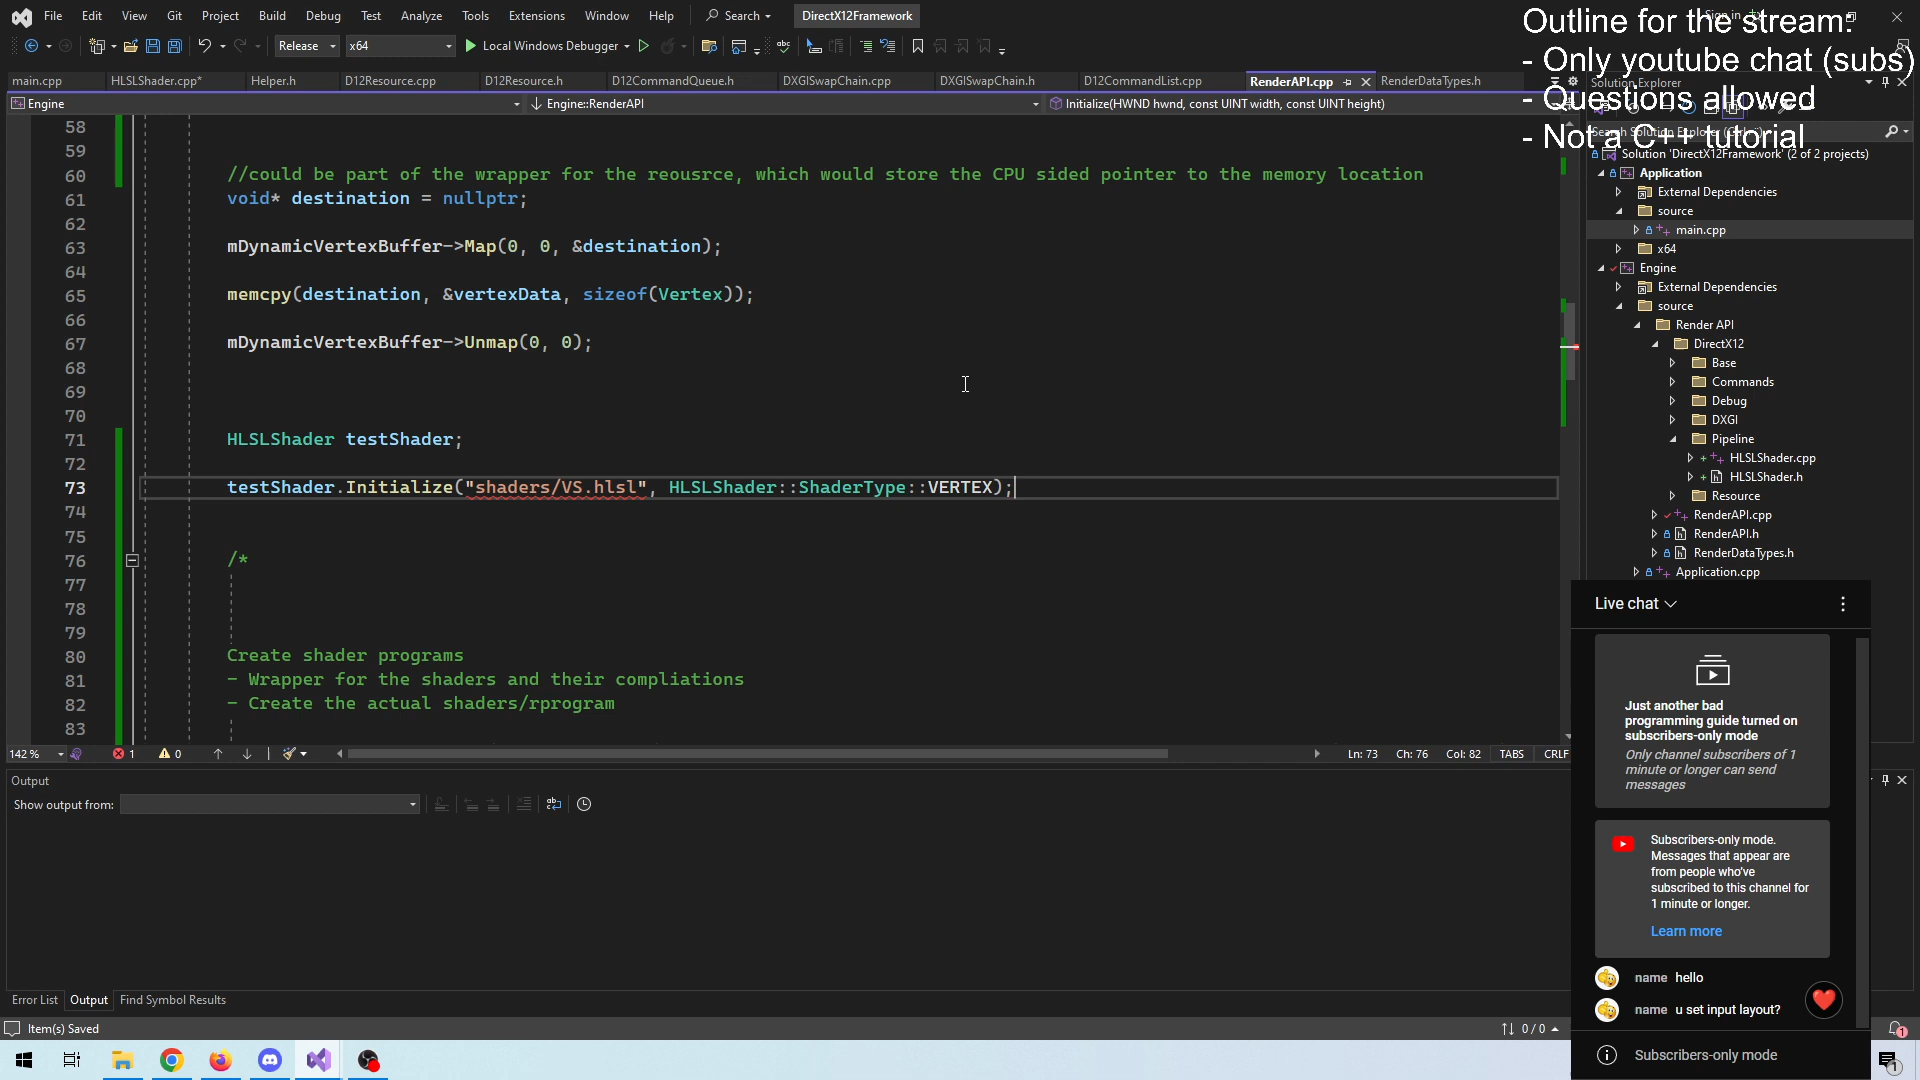 File Edit View Git Project Build Debug Test Analyze Tools Extensions Window Help Search DirectX12Framework
Outline for the stream:
- Only youtube chat (subs)
- Questions allowed
- Not a C++ tutorial
Sign in
Release x64 Local Windows Debugger
main.cpp HLSLShader.cpp* Helper.h D12Resource.cpp D12Resource.h D12CommandQueue.h DXGISwapChain.cpp DXGISwapChain.h D12CommandList.cpp RenderAPI.cpp RenderDataTypes.h
Engine Engine::RenderAPI Initialize(HWND hwnd, const UINT width, const UINT height)
58
59
60 //could be part of the wrapper for the reousrce, which would store the CPU sided pointer to the memory location
61 void* destination = nullptr;
62
63 mDynamicVertexBuffer->Map(0, 0, &destination);
64
65 memcpy(destination, &vertexData, sizeof(Vertex));
66
67 mDynamicVertexBuffer->Unmap(0, 0);
68
69
70
71 HLSLShader testShader;
72
73 testShader.Initialize("shaders/VS.hlsl", HLSLShader::ShaderType::VERTEX);
74
75
76 /*
77
78
79
80 Create shader programs
81 - Wrapper for the shaders and their compliations
82 - Create the actual shaders/rprogram
83
142 % 1 0 Ln: 73 Ch: 76 Col: 82 TABS CRLF
Solution Explorer
Solution 'DirectX12Framework' (2 of 2 projects)
Application
External Dependencies
source
main.cpp
x64
Engine
External Dependencies
source
Render API
DirectX12
Base
Commands
Debug
DXGI
Pipeline
HLSLShader.cpp
HLSLShader.h
Resource
RenderAPI.cpp
RenderAPI.h
RenderDataTypes.h
Application.cpp
Output
Show output from:
Error List Output Find Symbol Results
Item(s) Saved
0 / 0
Live chat
Just another bad
programming guide turned on
subscribers-only mode
Only channel subscribers of 1
minute or longer can send
messages
Subscribers-only mode.
Messages that appear are
from people who've
subscribed to this channel for
1 minute or longer.
Learn more
name hello
name u set input layout?
Subscribers-only mode
1
1